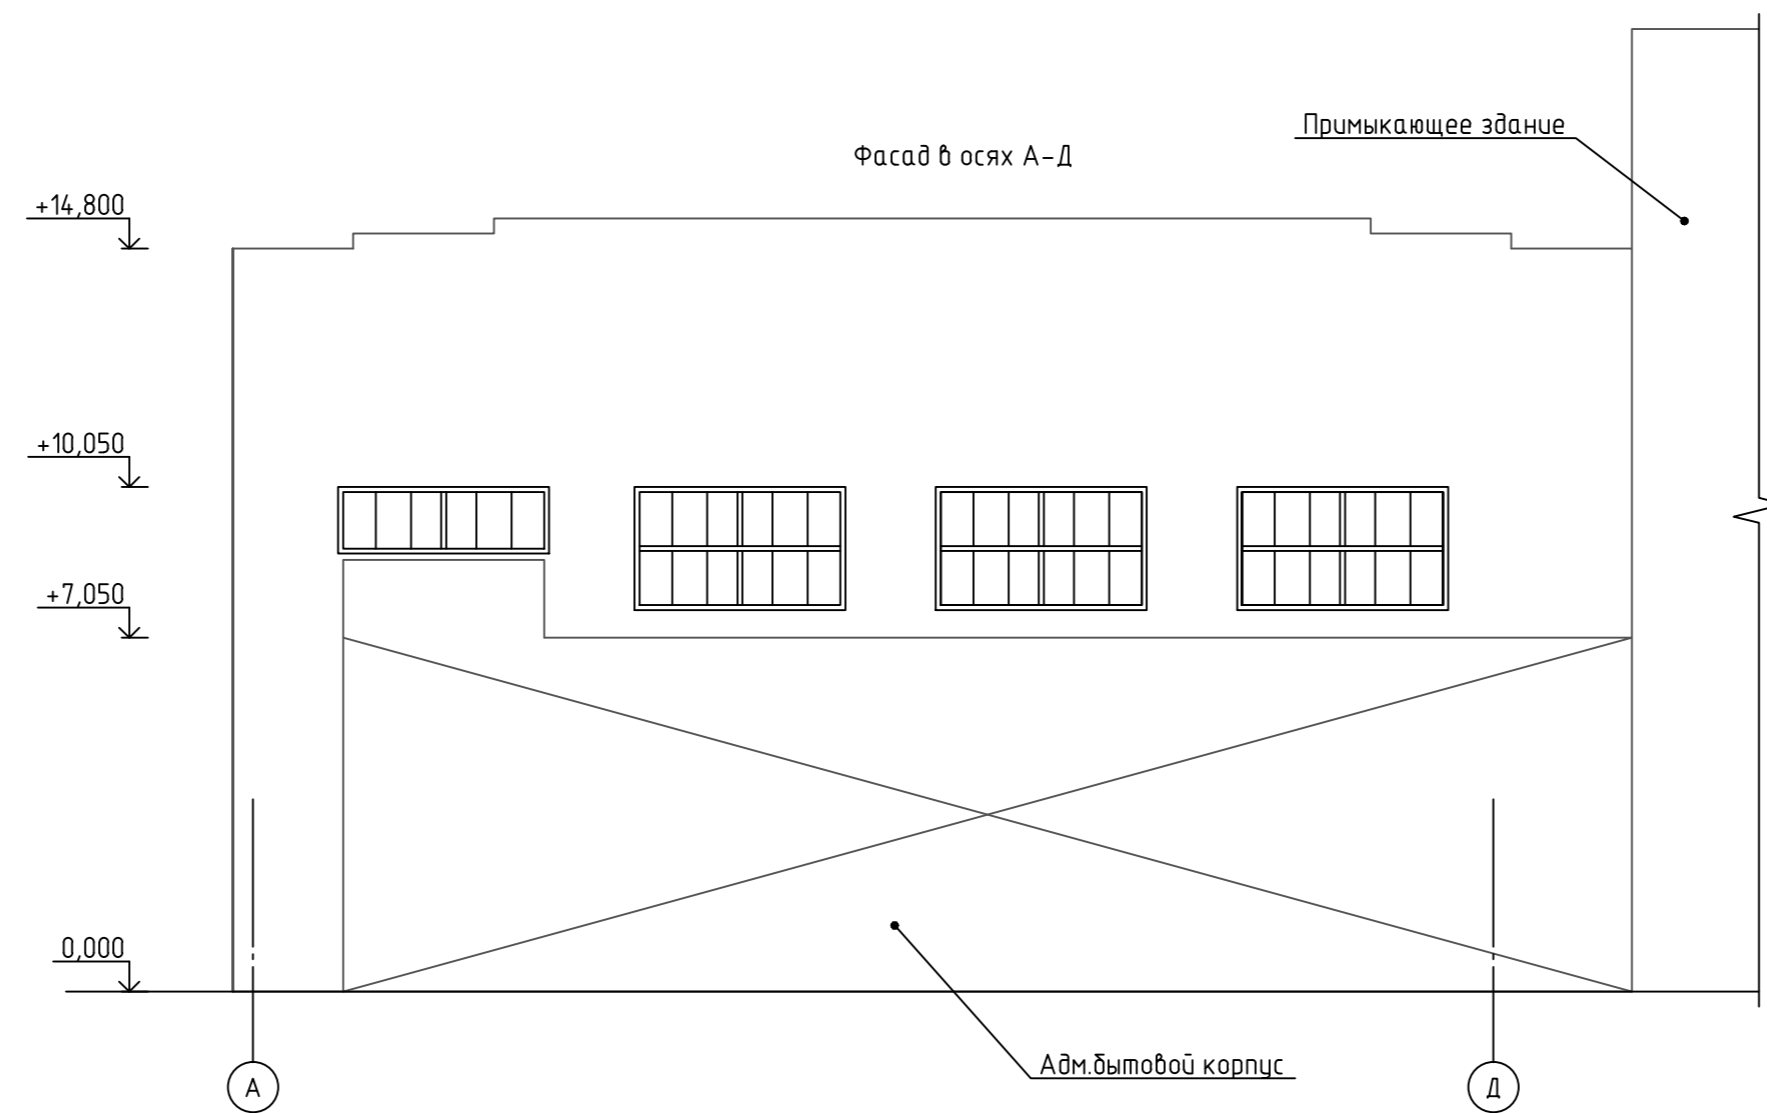 Примыкающее здание
Фасад в осях А-Д
+14,800
+10,050
+7,050
0,000
Адм.бытовой корпус
А
Д